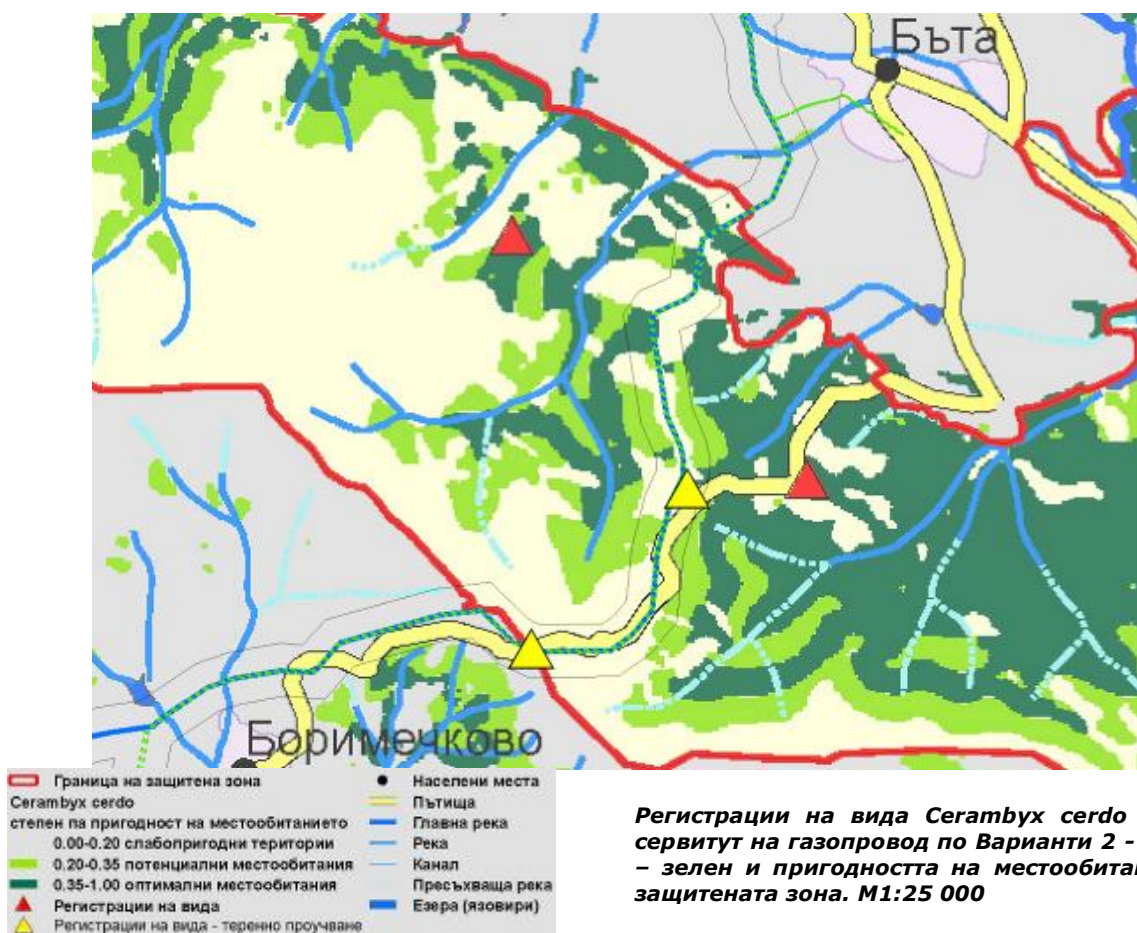 Бъта
Боримечково
Граница на защитена зона
Cerambyx cerdo
степен па пригодност на местообитанието
0.00-0.20 слабопригодни територии
0.20-0.35 потенциални местообитания
0.35-1.00 оптимални местообитания
Регистрации на вида
Регистрации на вида - теренно проучване
Населени места
Пътища
Главна река
Река
Канал
Пресъхваща река
Езера (язовири)
Регистрации на вида Cerambyx cerdo
сервитут на газопровод по Варианти 2 -
– зелен и пригодността на местообита
защитената зона. М1:25 000